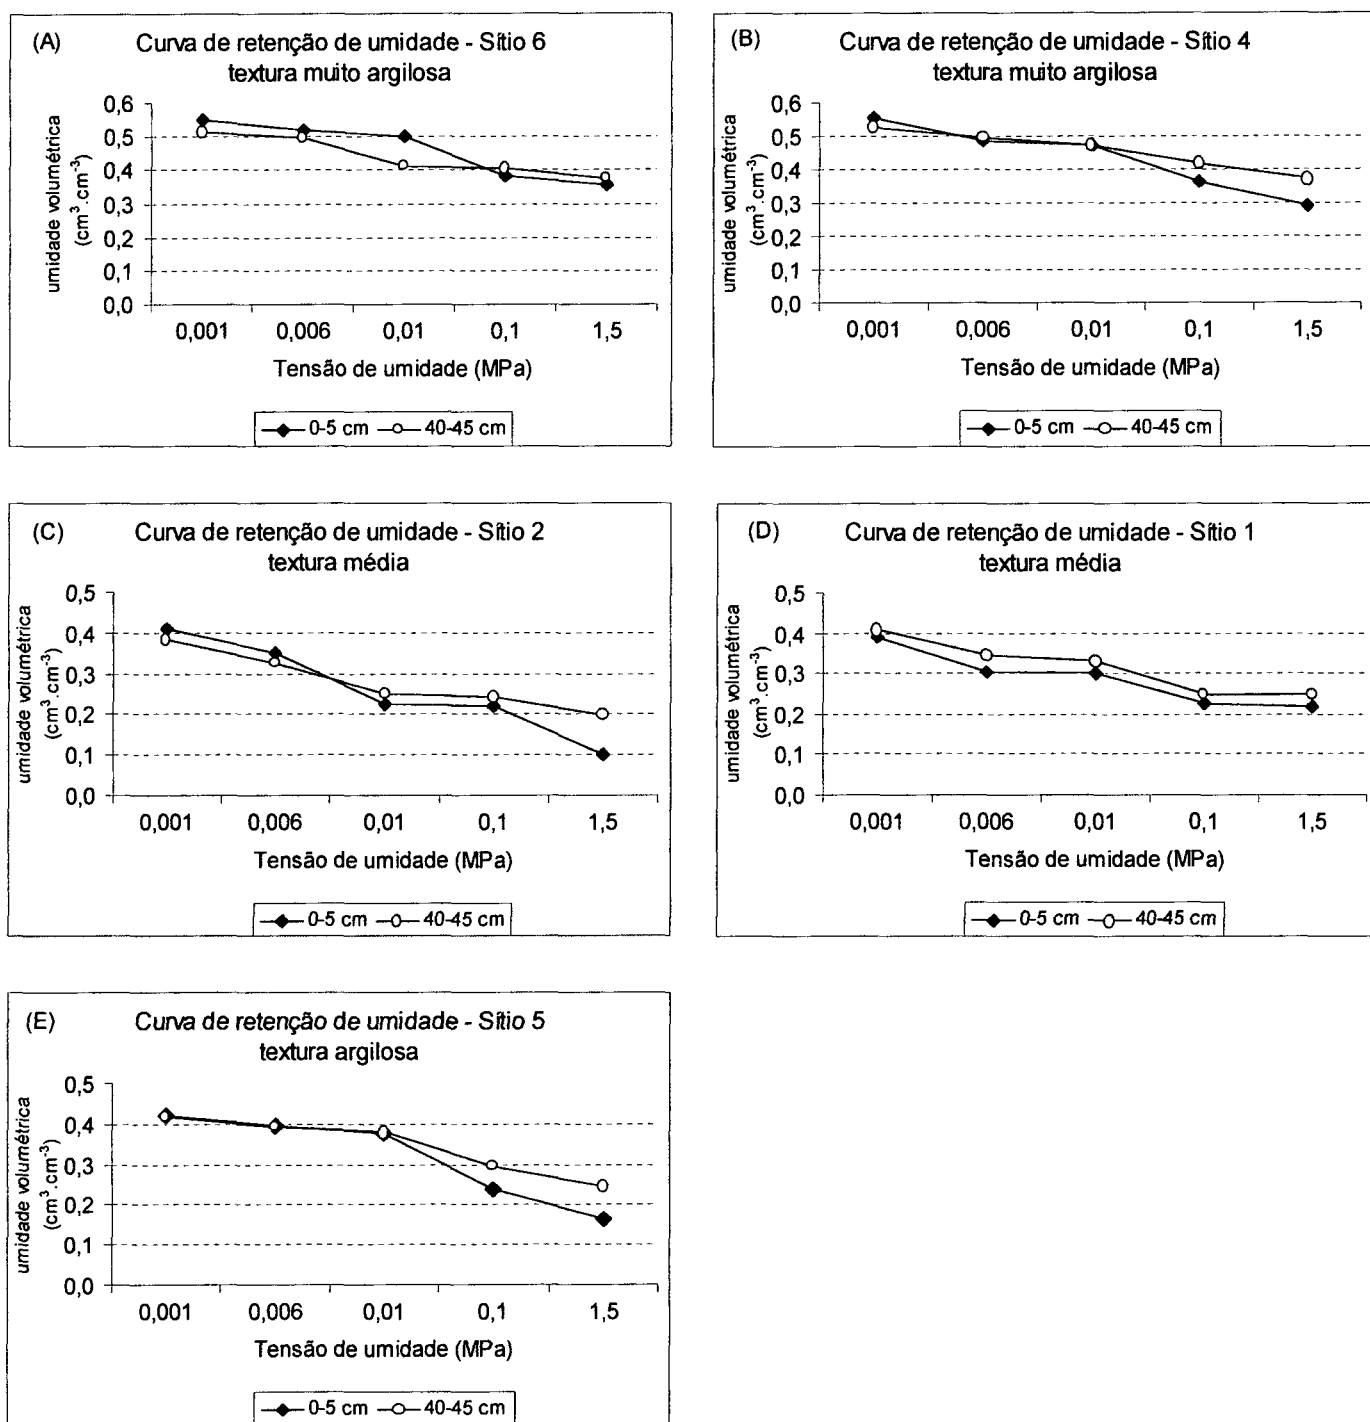 (A)
Curva de retenção de umidade - Sítio 6
textura muito argilosa
umidade volumétrica
(cm³.cm⁻³)
0,6
0,5
0,4
0,3
0,2
0,1
0,0
0,001 0,006 0,01 0,1 1,5
Tensão de umidade (MPa)
0-5 cm 40-45 cm
(B)
Curva de retenção de umidade - Sítio 4
textura muito argilosa
umidade volumétrica
(cm³.cm⁻³)
0,6
0,5
0,4
0,3
0,2
0,1
0,0
0,001 0,006 0,01 0,1 1,5
Tensão de umidade (MPa)
0-5 cm 40-45 cm
(C)
Curva de retenção de umidade - Sítio 2
textura média
umidade volumétrica
(cm³.cm⁻³)
0,5
0,4
0,3
0,2
0,1
0,0
0,001 0,006 0,01 0,1 1,5
Tensão de umidade (MPa)
0-5 cm 40-45 cm
(D)
Curva de retenção de umidade - Sítio 1
textura média
umidade volumétrica
(cm³.cm⁻³)
0,5
0,4
0,3
0,2
0,1
0,0
0,001 0,006 0,01 0,1 1,5
Tensão de umidade (MPa)
0-5 cm 40-45 cm
(E)
Curva de retenção de umidade - Sítio 5
textura argilosa
umidade volumétrica
(cm³.cm⁻³)
0,5
0,4
0,3
0,2
0,1
0,0
0,001 0,006 0,01 0,1 1,5
Tensão de umidade (MPa)
0-5 cm 40-45 cm